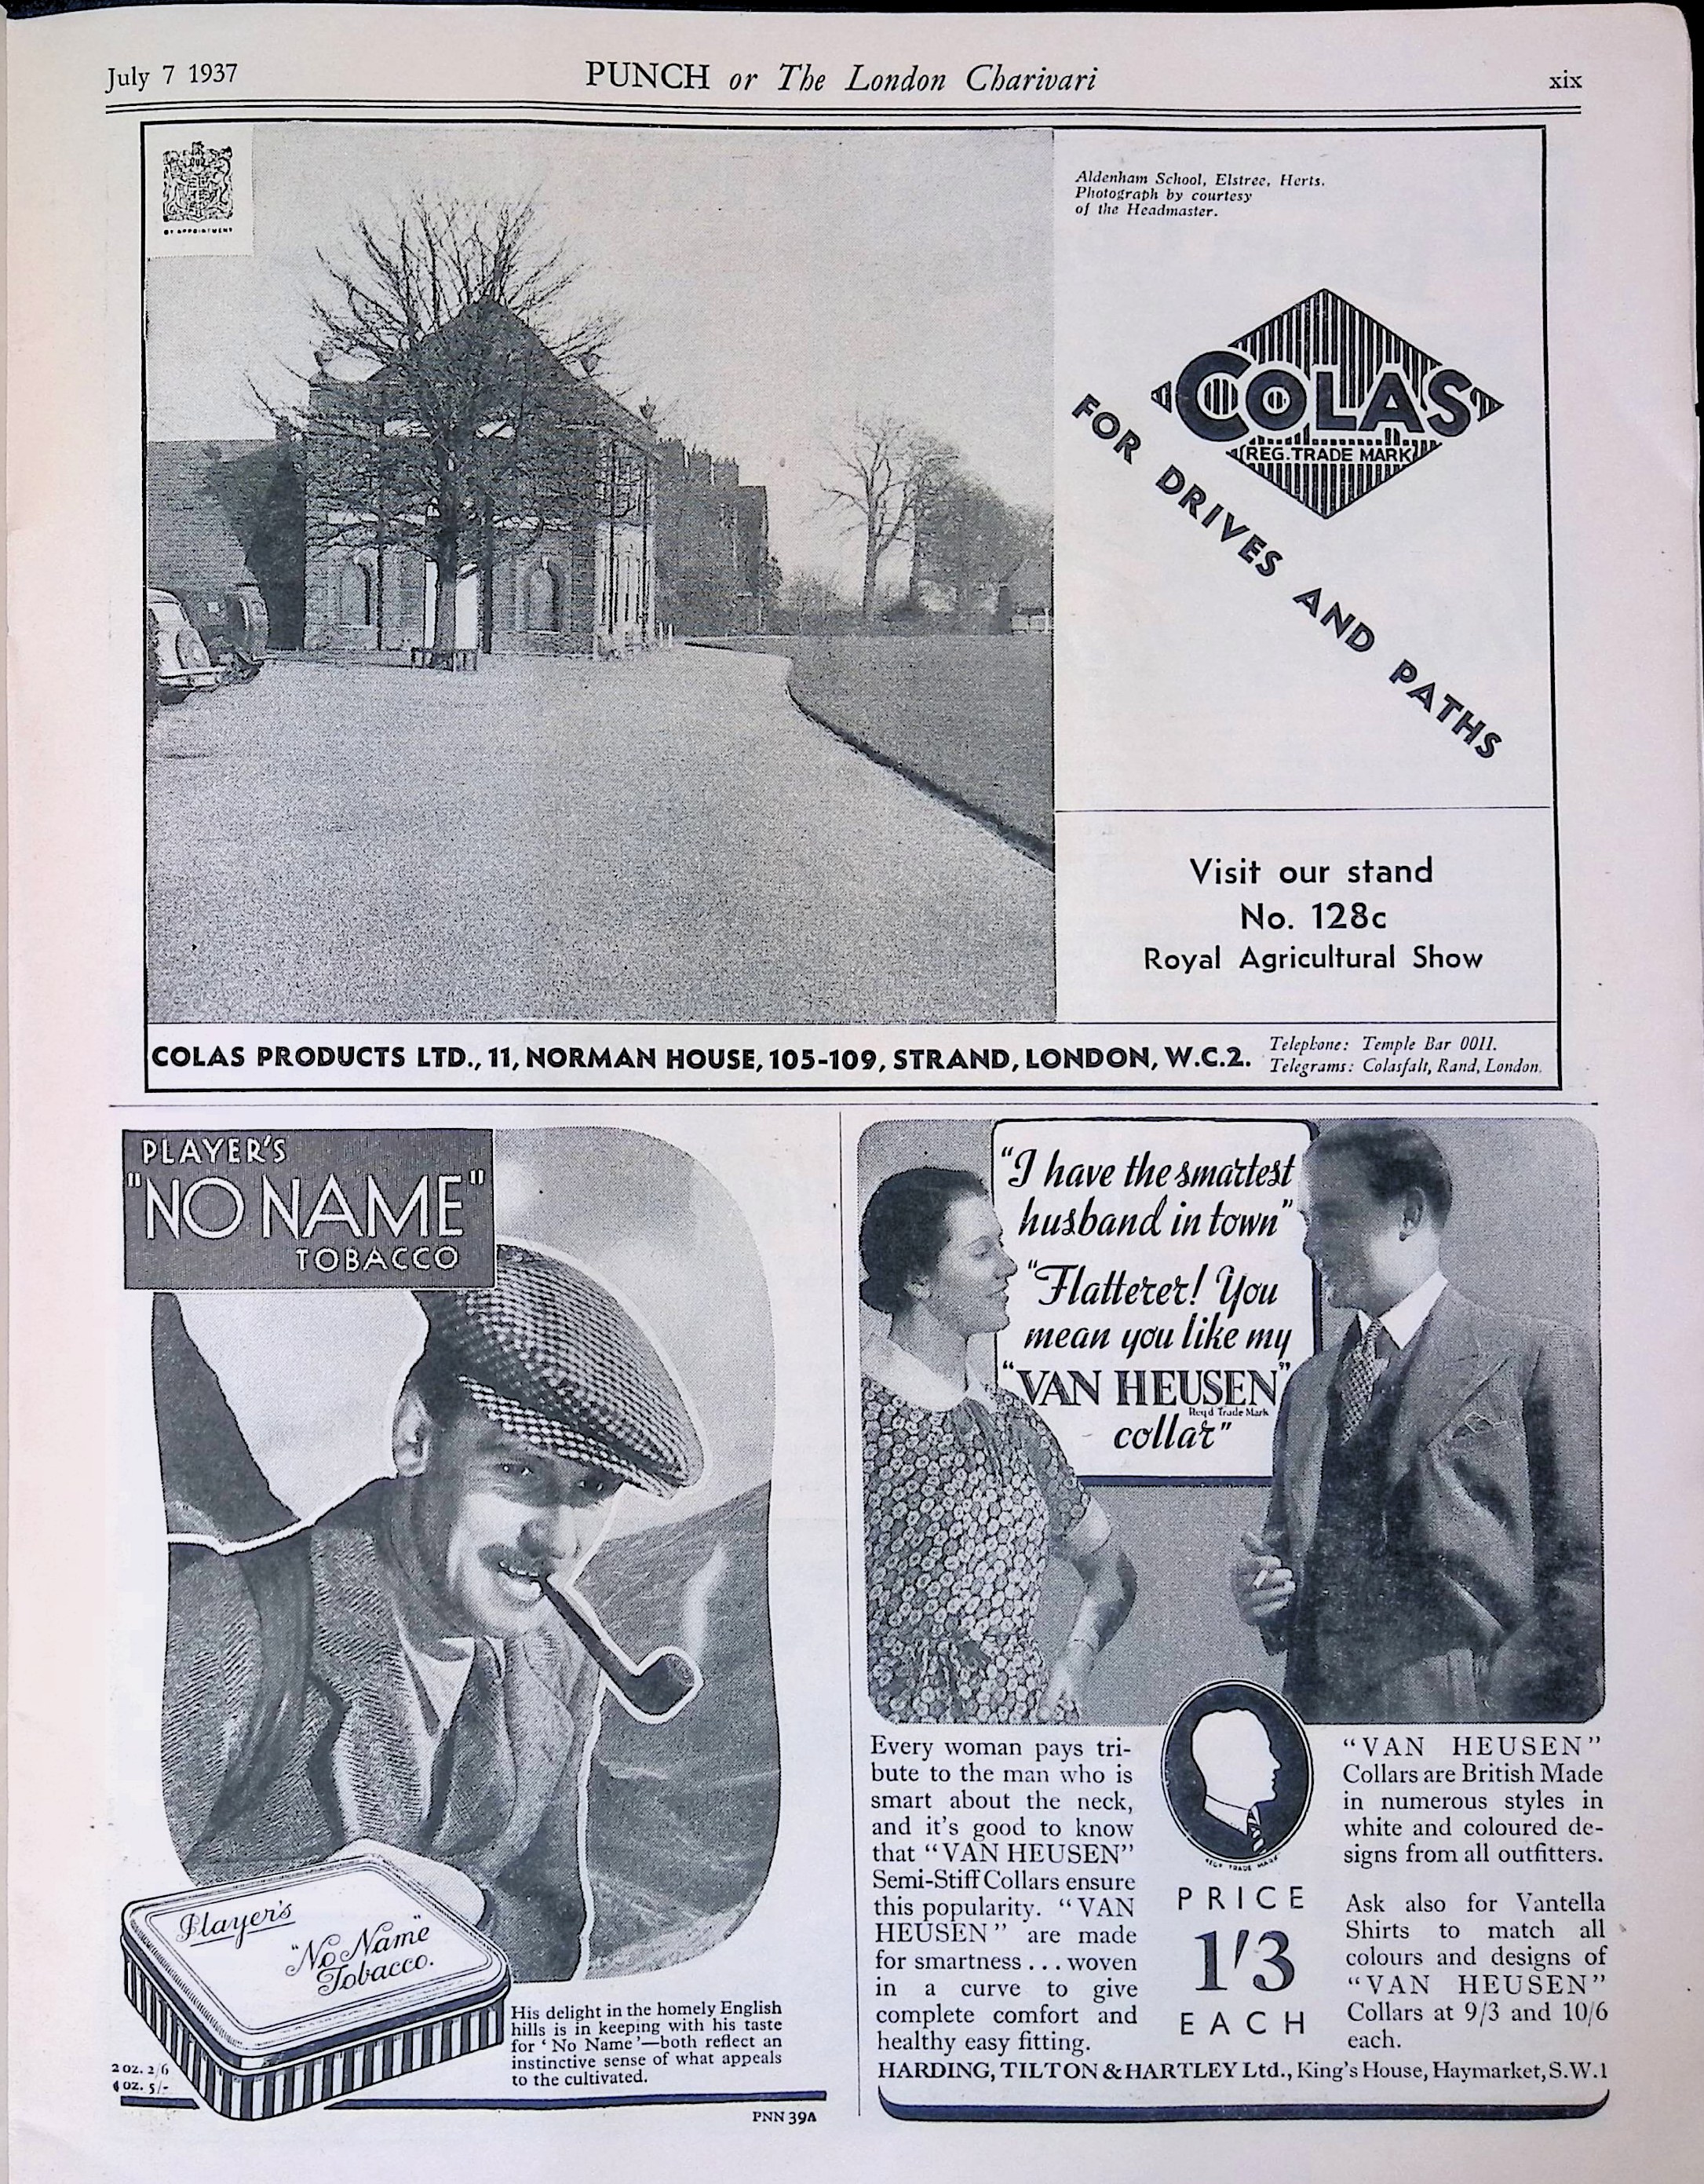 July 7 1937
PUNCH or The London Charivari
xix
BY APPOINTMENT
Aldenham School, Elstree, Herts.
Photograph by courtesy
of the Headmaster.
COLAS
(REG. TRADE MARK)
FOR DRIVES AND PATHS
Visit our stand
No. 128c
Royal Agricultural Show
COLAS PRODUCTS LTD., 11, NORMAN HOUSE, 105-109, STRAND, LONDON, W.C.2.
Telephone: Temple Bar 0011.
Telegrams: Colasfalt, Rand, London.
PLAYER'S
"NO NAME"
TOBACCO
Player's
"No Name"
Tobacco.
2 oz. 2/6
4 oz. 5/-
His delight in the homely English
hills is in keeping with his taste
for 'No Name'—both reflect an
instinctive sense of what appeals
to the cultivated.
PNN 39A
"I have the smartest
husband in town"
"Flatterer! You
mean you like my
"VAN HEUSEN"
Regd Trade Mark
collar"
Every woman pays tri-
bute to the man who is
smart about the neck,
and it's good to know
that "VAN HEUSEN"
Semi-Stiff Collars ensure
this popularity. "VAN
HEUSEN" are made
for smartness ... woven
in a curve to give
complete comfort and
healthy easy fitting.
REGD TRADE MARK
PRICE
1'/3
EACH
"VAN HEUSEN"
Collars are British Made
in numerous styles in
white and coloured de-
signs from all outfitters.
Ask also for Vantella
Shirts to match all
colours and designs of
"VAN HEUSEN"
Collars at 9/3 and 10/6
each.
HARDING, TILTON & HARTLEY Ltd., King's House, Haymarket, S.W.1